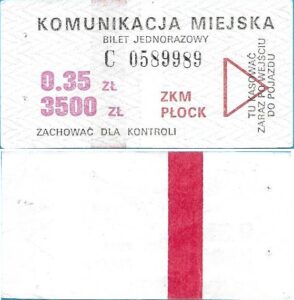 KOMUNIKACJA MIEJSKA
BILET JEDNORAZOWY
C 0589989
0.35 ZŁ
3500 ZŁ
ZKM
PŁOCK
ZACHOWAĆ DLA KONTROLI
TU KASOWAĆ
ZARAZ PO WEJŚCIU
DO POJAZDU